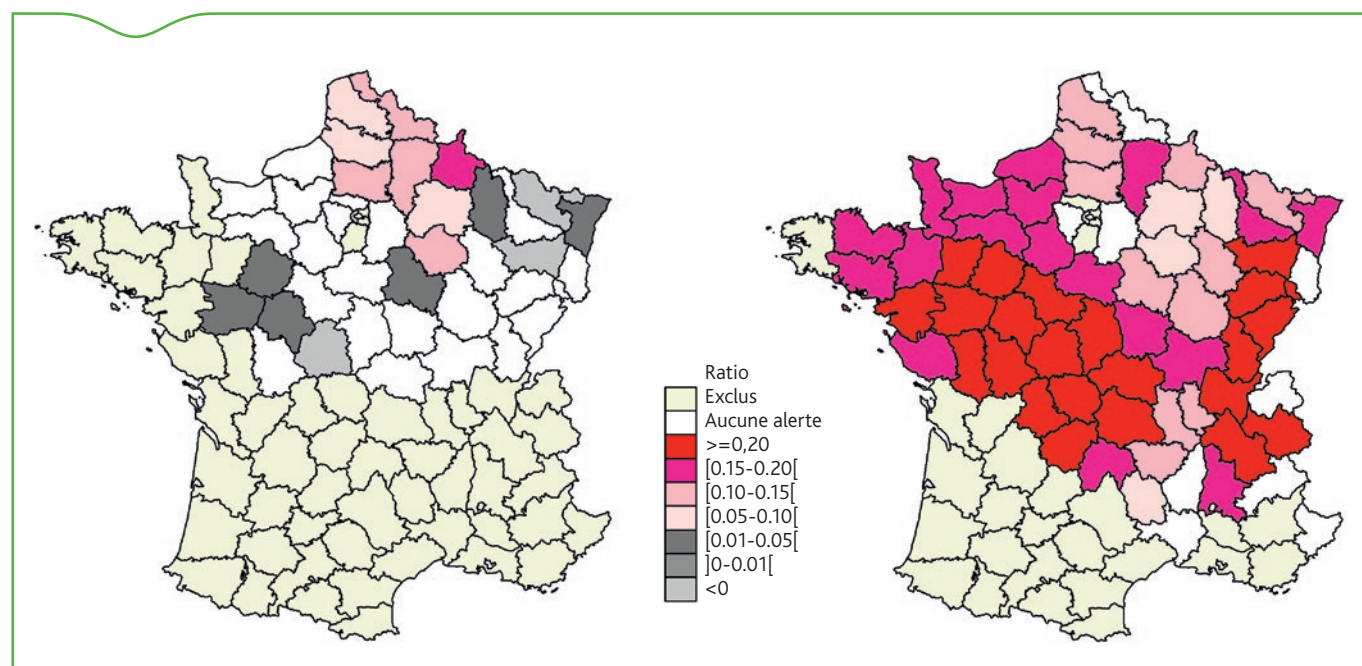 Ratio
Exclus
Aucune alerte
>=0,20
[0.15-0.20[
[0.10-0.15[
[0.05-0.10[
[0.01-0.05[
]0-0.01[
<0